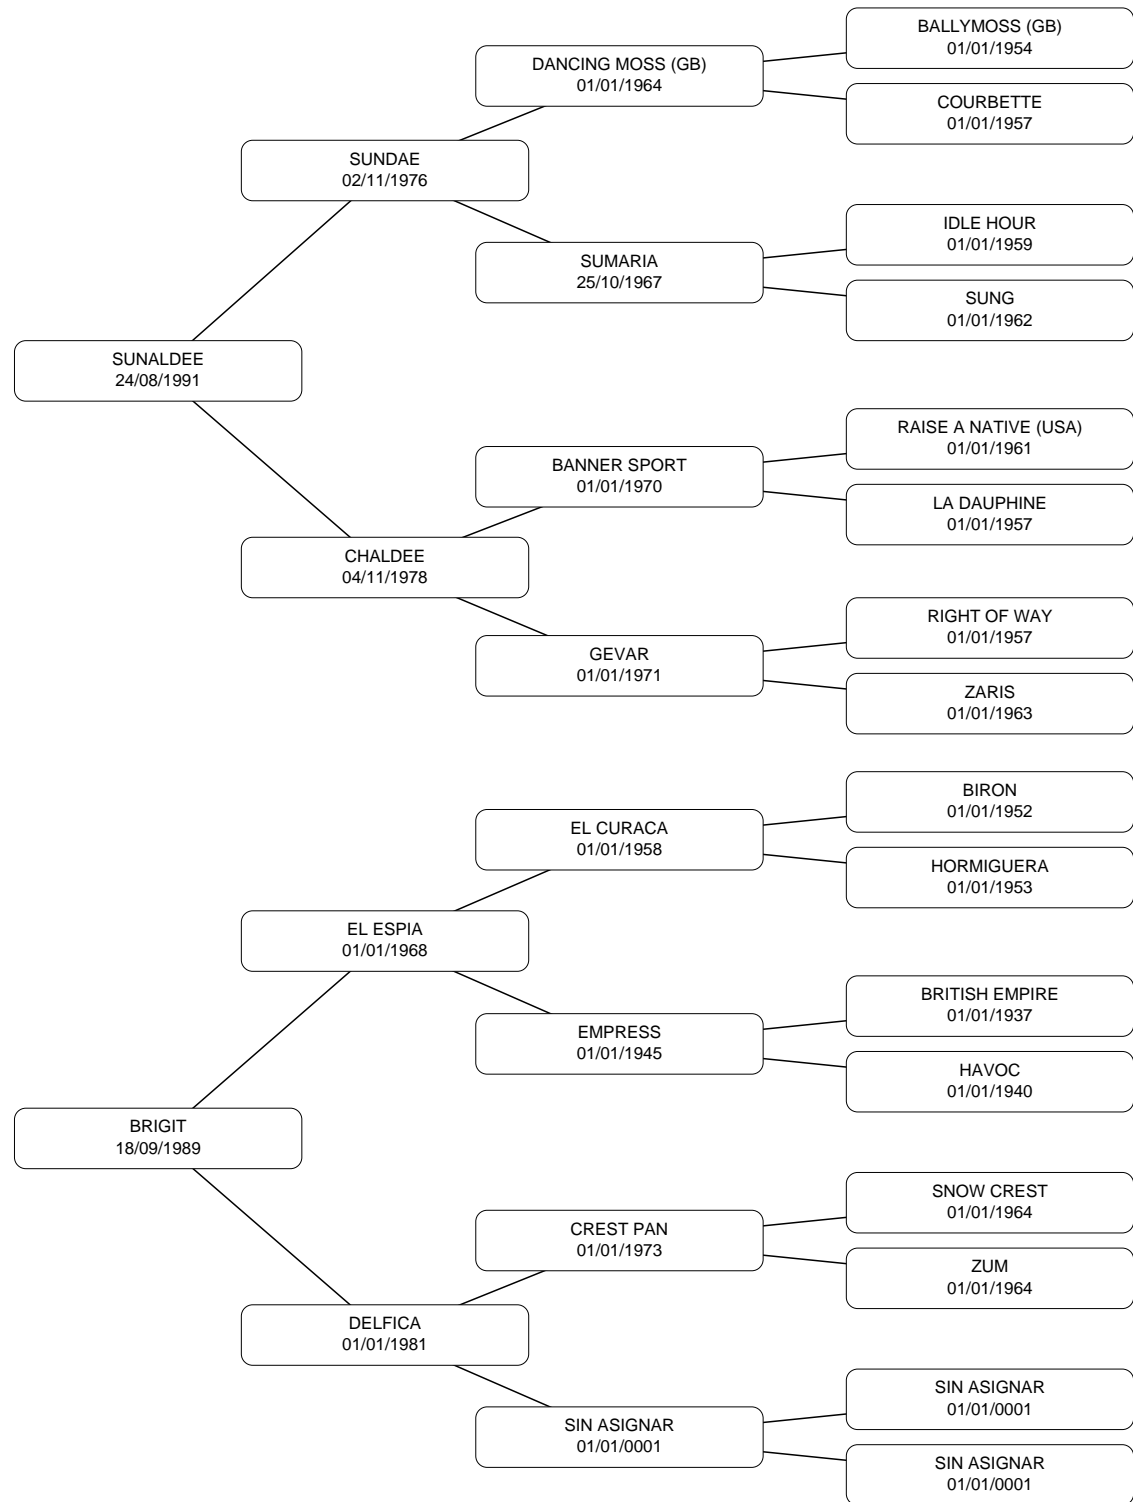 BALLYMOSS (GB)
01/01/1954
DANCING MOSS (GB)
01/01/1964
COURBETTE
01/01/1957
SUNDAE
02/11/1976
IDLE HOUR
01/01/1959
SUMARIA
25/10/1967
SUNG
01/01/1962
SUNALDEE
24/08/1991
RAISE A NATIVE (USA)
01/01/1961
BANNER SPORT
01/01/1970
LA DAUPHINE
01/01/1957
CHALDEE
04/11/1978
RIGHT OF WAY
01/01/1957
GEVAR
01/01/1971
ZARIS
01/01/1963
BIRON
01/01/1952
EL CURACA
01/01/1958
HORMIGUERA
01/01/1953
EL ESPIA
01/01/1968
BRITISH EMPIRE
01/01/1937
EMPRESS
01/01/1945
HAVOC
01/01/1940
BRIGIT
18/09/1989
SNOW CREST
01/01/1964
CREST PAN
01/01/1973
ZUM
01/01/1964
DELFICA
01/01/1981
SIN ASIGNAR
01/01/0001
SIN ASIGNAR
01/01/0001
SIN ASIGNAR
01/01/0001